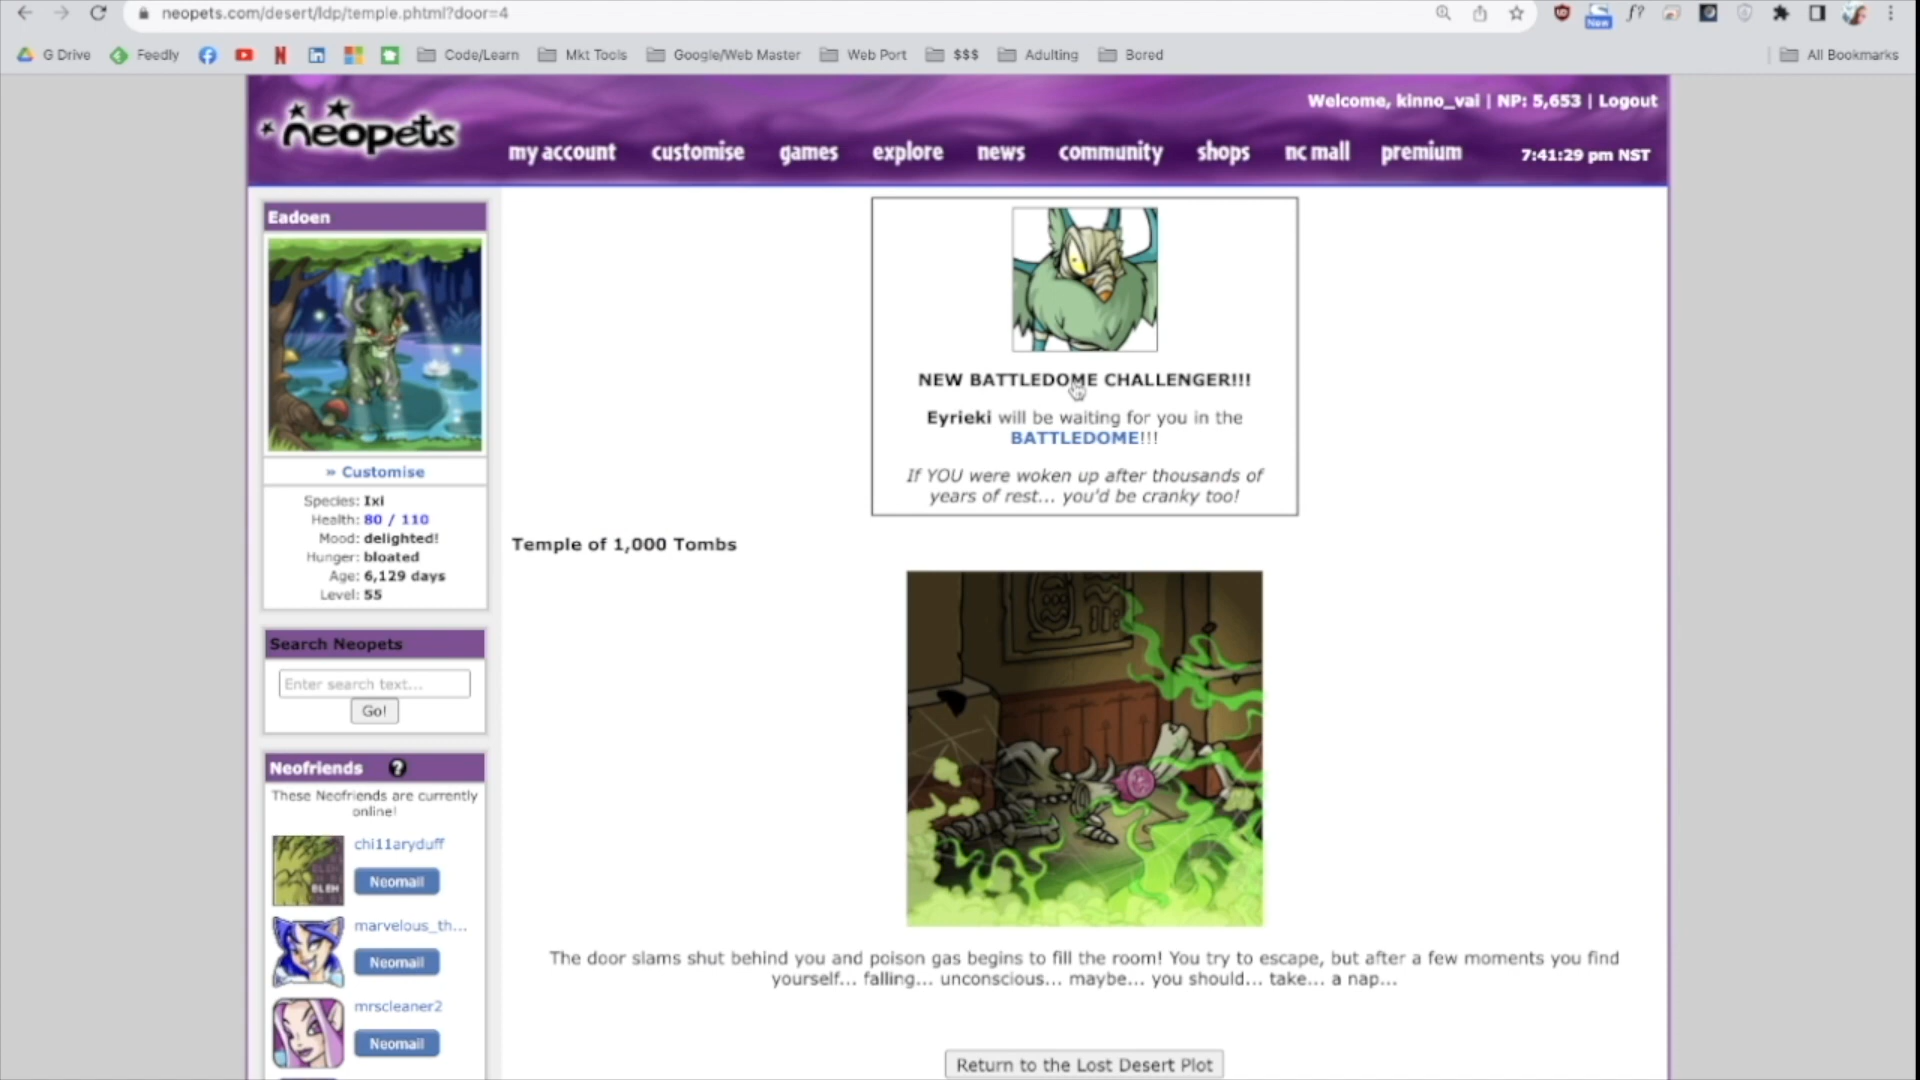 neopets.com/desert/ldp/temple.phtml?door=4
New
G Drive
Feedly
Code/Learn
Mkt Tools
Google/Web Master
Web Port
$$$
Adulting
Bored
All Bookmarks
neopets
Welcome, kinno_vai | NP: 5,653 | Logout
my account
customise
games
explore
news
community
shops
nc mall
premium
7:41:29 pm NST
Eadoen
» Customise
Species: Ixi
Health: 80 / 110
Mood: delighted!
Hunger: bloated
Age: 6,129 days
Level: 55
Search Neopets
Enter search text...
Go!
Neofriends ?
These Neofriends are currently
online!
chi11aryduff
Neomail
marvelous_th...
Neomail
mrscleaner2
Neomail
NEW BATTLEDOME CHALLENGER!!!
Eyrieki will be waiting for you in the
BATTLEDOME!!!
If YOU were woken up after thousands of
years of rest... you'd be cranky too!
Temple of 1,000 Tombs
The door slams shut behind you and poison gas begins to fill the room! You try to escape, but after a few moments you find
yourself... falling... unconscious... maybe... you should... take... a nap...
Return to the Lost Desert Plot